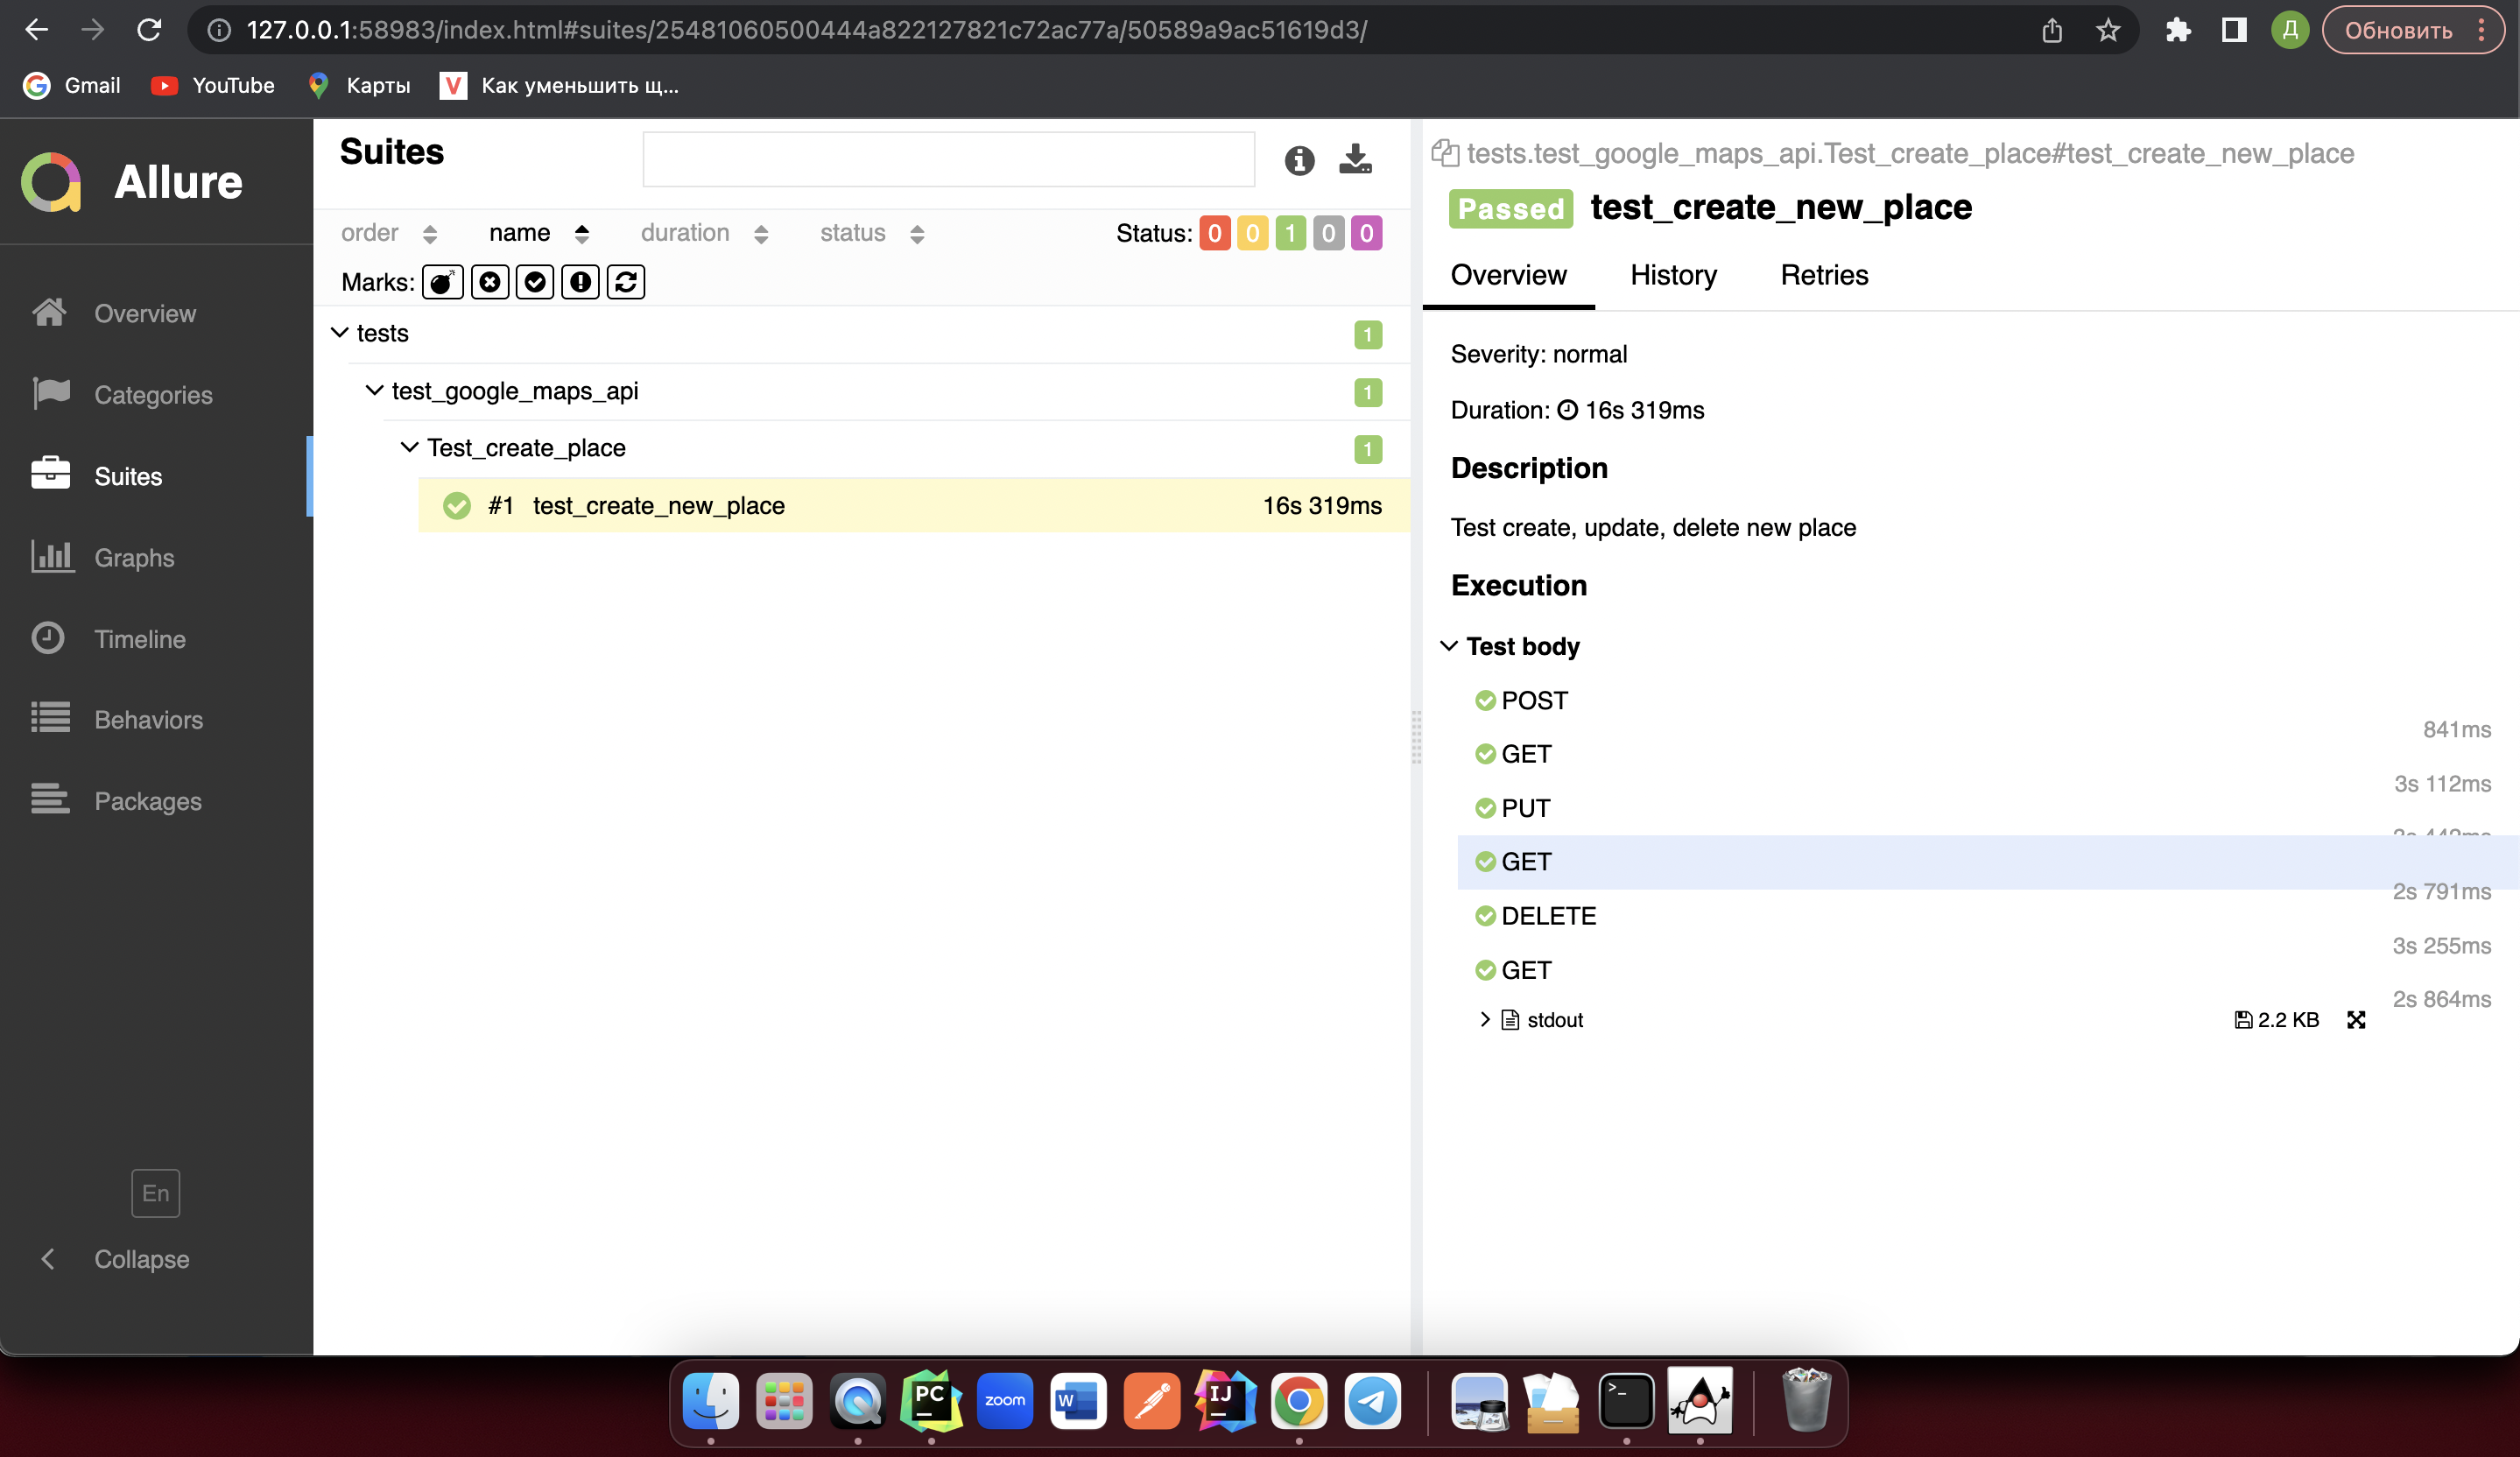 127.0.0.1:58983/index.html#suites/25481060500444a822127821c72ac77a/50589a9ac51619d3/
Д
Обновить
Gmail
YouTube
Карты
V
Как уменьшить щ...
Allure
Overview
Categories
Suites
Graphs
Timeline
Behaviors
Packages
En
Collapse
Suites
order name duration status Status: 0 0 1 0 0
Marks:
tests 1
test_google_maps_api 1
Test_create_place 1
#1 test_create_new_place 16s 319ms
tests.test_google_maps_api.Test_create_place#test_create_new_place
Passed test_create_new_place
Overview History Retries
Severity: normal
Duration: 16s 319ms
Description
Test create, update, delete new place
Execution
Test body
POST
841ms
GET
3s 112ms
PUT
GET
2s 791ms
DELETE
3s 255ms
GET
2s 864ms
stdout 2.2 KB
PC
zoom
W
IJ
>_